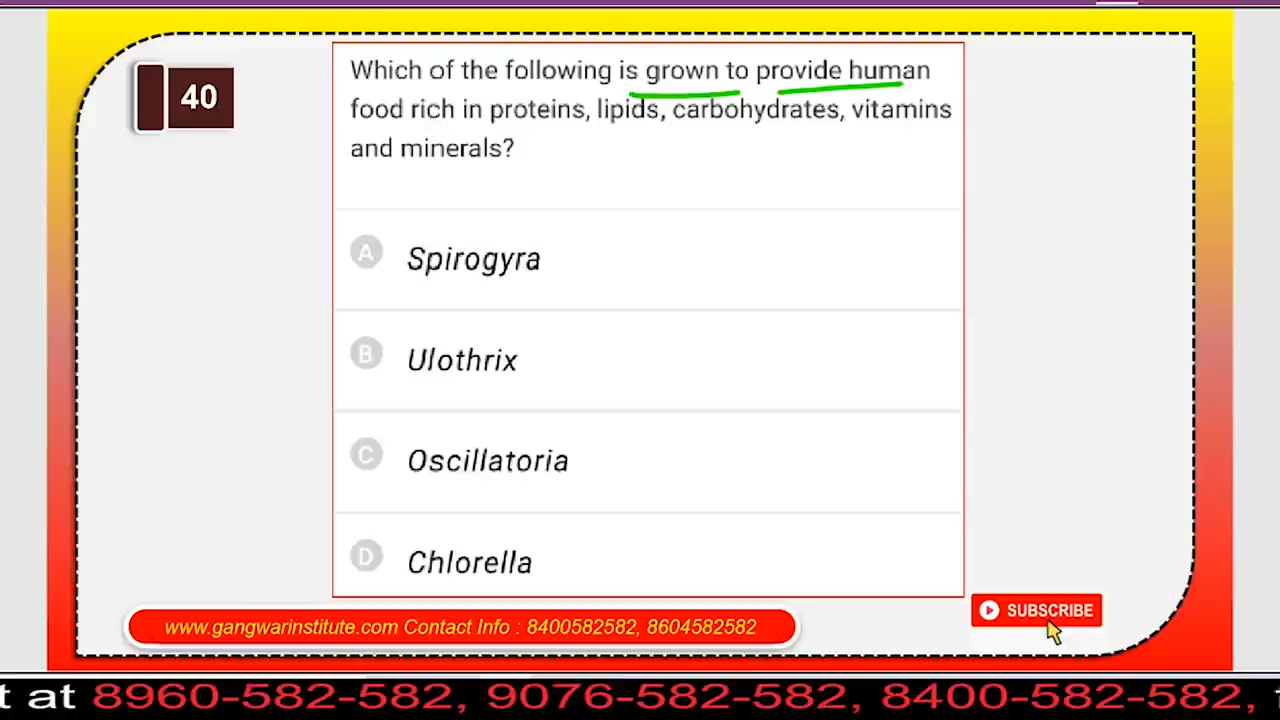 40
Which of the following is grown to provide human
food rich in proteins, lipids, carbohydrates, vitamins
and minerals?
A Spirogyra
B Ulothrix
C Oscillatoria
D Chlorella
www.gangwarinstitute.com Contact Info : 8400582582, 8604582582
SUBSCRIBE
t at 8960-582-582, 9076-582-582, 8400-582-582,